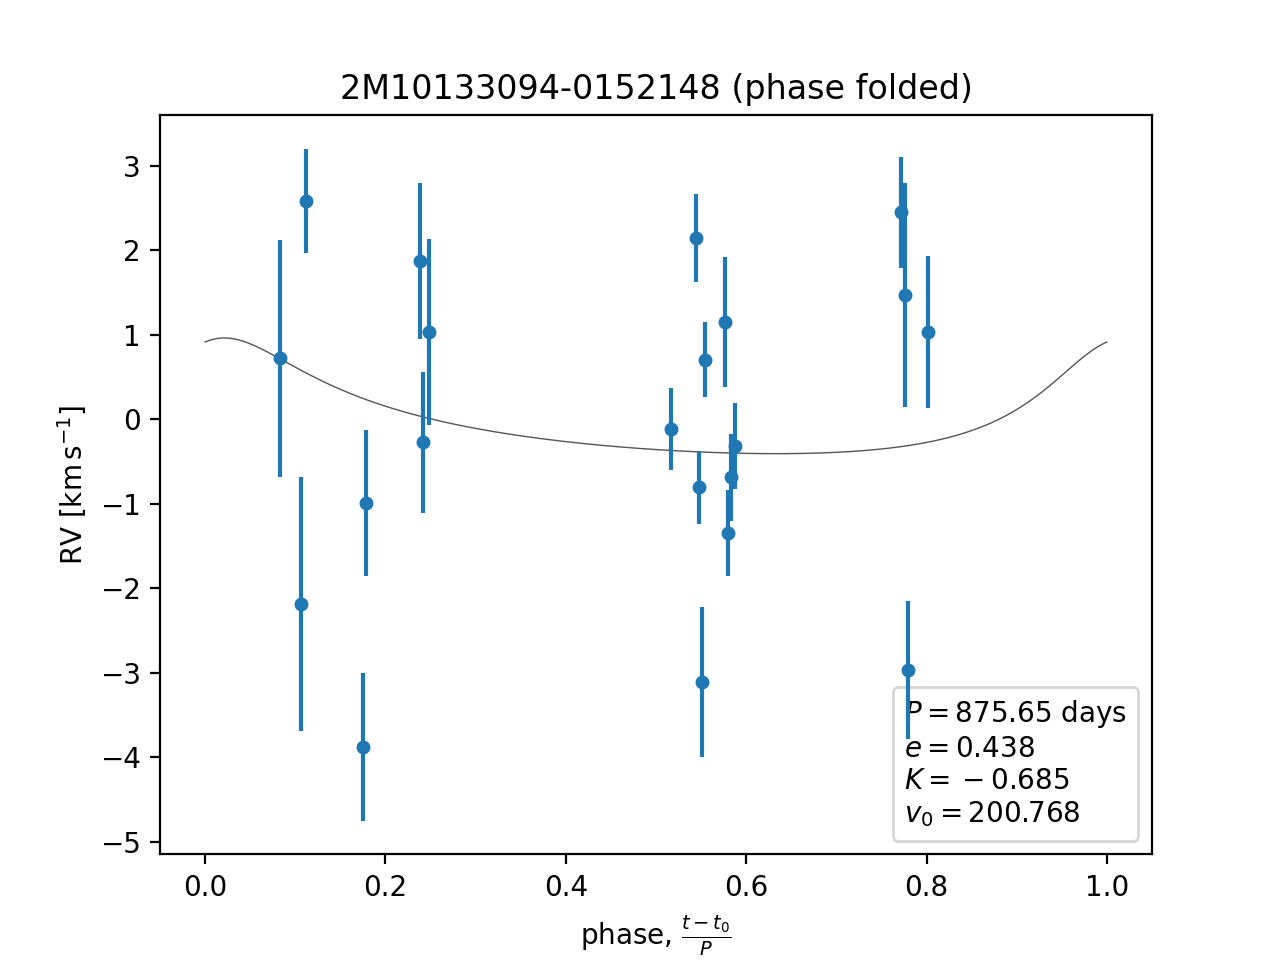 2M10133094-0152148 (phase folded)
RV [km s⁻¹]
3
2
1
0
−1
−2
−3
−4
−5
P = 875.65 days
e = 0.438
K = −0.685
v₀ = 200.768
0.0 0.2 0.4 0.6 0.8 1.0
phase, (t − t₀)/P